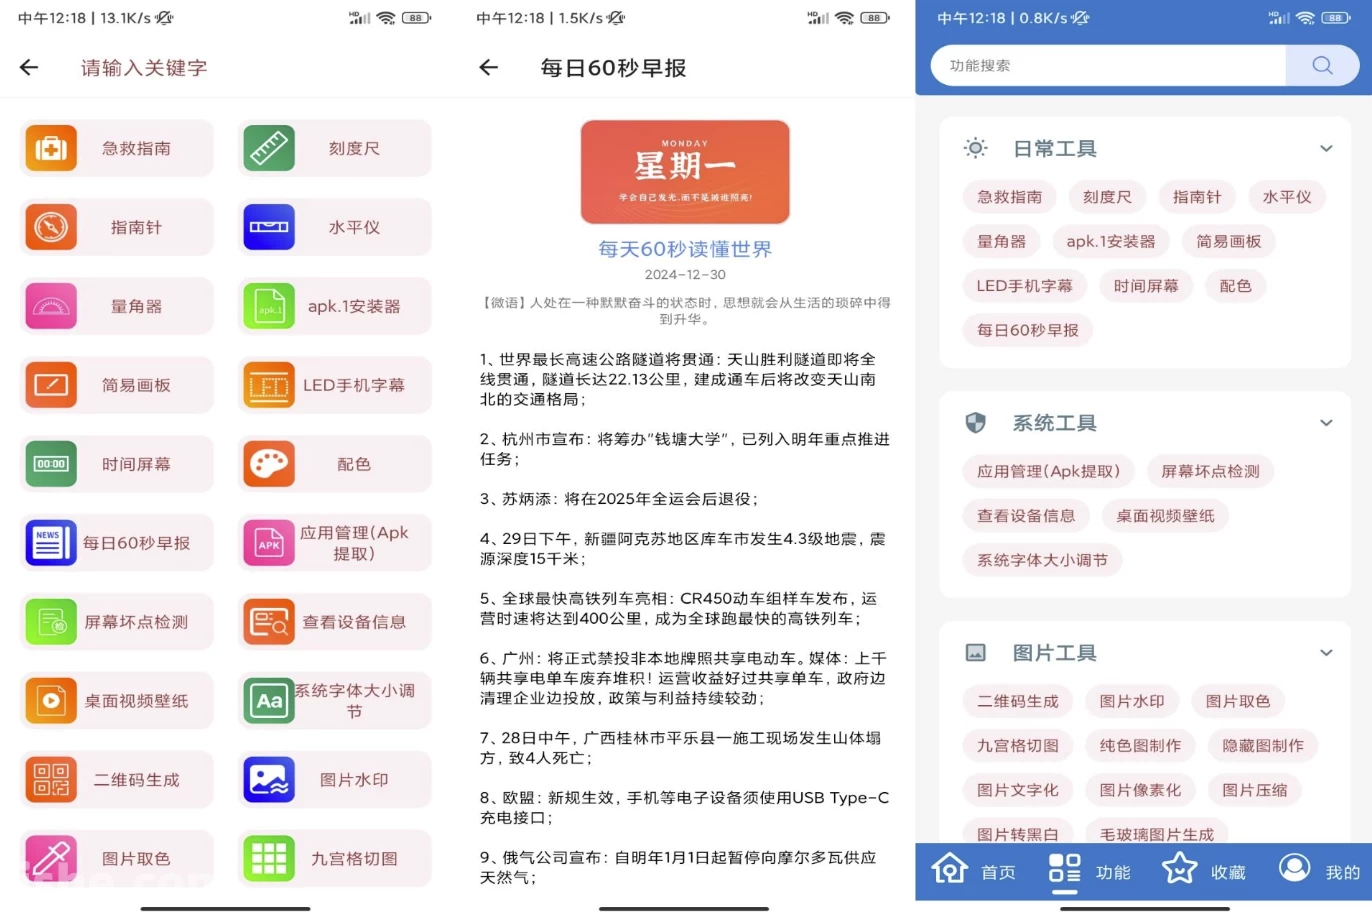 中午12:18 | 13.1K/s
HD
88
请输入关键字
急救指南
刻度尺
指南针
水平仪
量角器
apk.1
apk.1安装器
简易画板
LED
LED手机字幕
00:00
时间屏幕
配色
NEWS
每日60秒早报
APK
应用管理(Apk
提取)
检
屏幕坏点检测
查看设备信息
桌面视频壁纸
Aa
系统字体大小调
节
二维码生成
图片水印
图片取色
九宫格切图
中午12:18 | 1.5K/s
HD
88
每日60秒早报
MONDAY
星期一
学会自己发光,而不是被谁照亮!
每天60秒读懂世界
2024-12-30
【微语】人处在一种默默奋斗的状态时，思想就会从生活的琐碎中得
到升华。
1、世界最长高速公路隧道将贯通：天山胜利隧道即将全
线贯通，隧道长达22.13公里，建成通车后将改变天山南
北的交通格局；
2、杭州市宣布：将筹办"钱塘大学"，已列入明年重点推进
任务；
3、苏炳添：将在2025年全运会后退役；
4、29日下午，新疆阿克苏地区库车市发生4.3级地震，震
源深度15千米；
5、全球最快高铁列车亮相：CR450动车组样车发布，运
营时速将达到400公里，成为全球跑最快的高铁列车；
6、广州：将正式禁投非本地牌照共享电动车。媒体：上千
辆共享电单车废弃堆积！运营收益好过共享单车，政府边
清理企业边投放，政策与利益持续较劲；
7、28日中午，广西桂林市平乐县一施工现场发生山体塌
方，致4人死亡；
8、欧盟：新规生效，手机等电子设备须使用USB Type-C
充电接口；
9、俄气公司宣布：自明年1月1日起暂停向摩尔多瓦供应
天然气；
中午12:18 | 0.8K/s
HD
88
功能搜索
日常工具
急救指南
刻度尺
指南针
水平仪
量角器
apk.1安装器
简易画板
LED手机字幕
时间屏幕
配色
每日60秒早报
系统工具
应用管理(Apk提取)
屏幕坏点检测
查看设备信息
桌面视频壁纸
系统字体大小调节
图片工具
二维码生成
图片水印
图片取色
九宫格切图
纯色图制作
隐藏图制作
图片文字化
图片像素化
图片压缩
图片转黑白
毛玻璃图片生成
首页
功能
收藏
我的